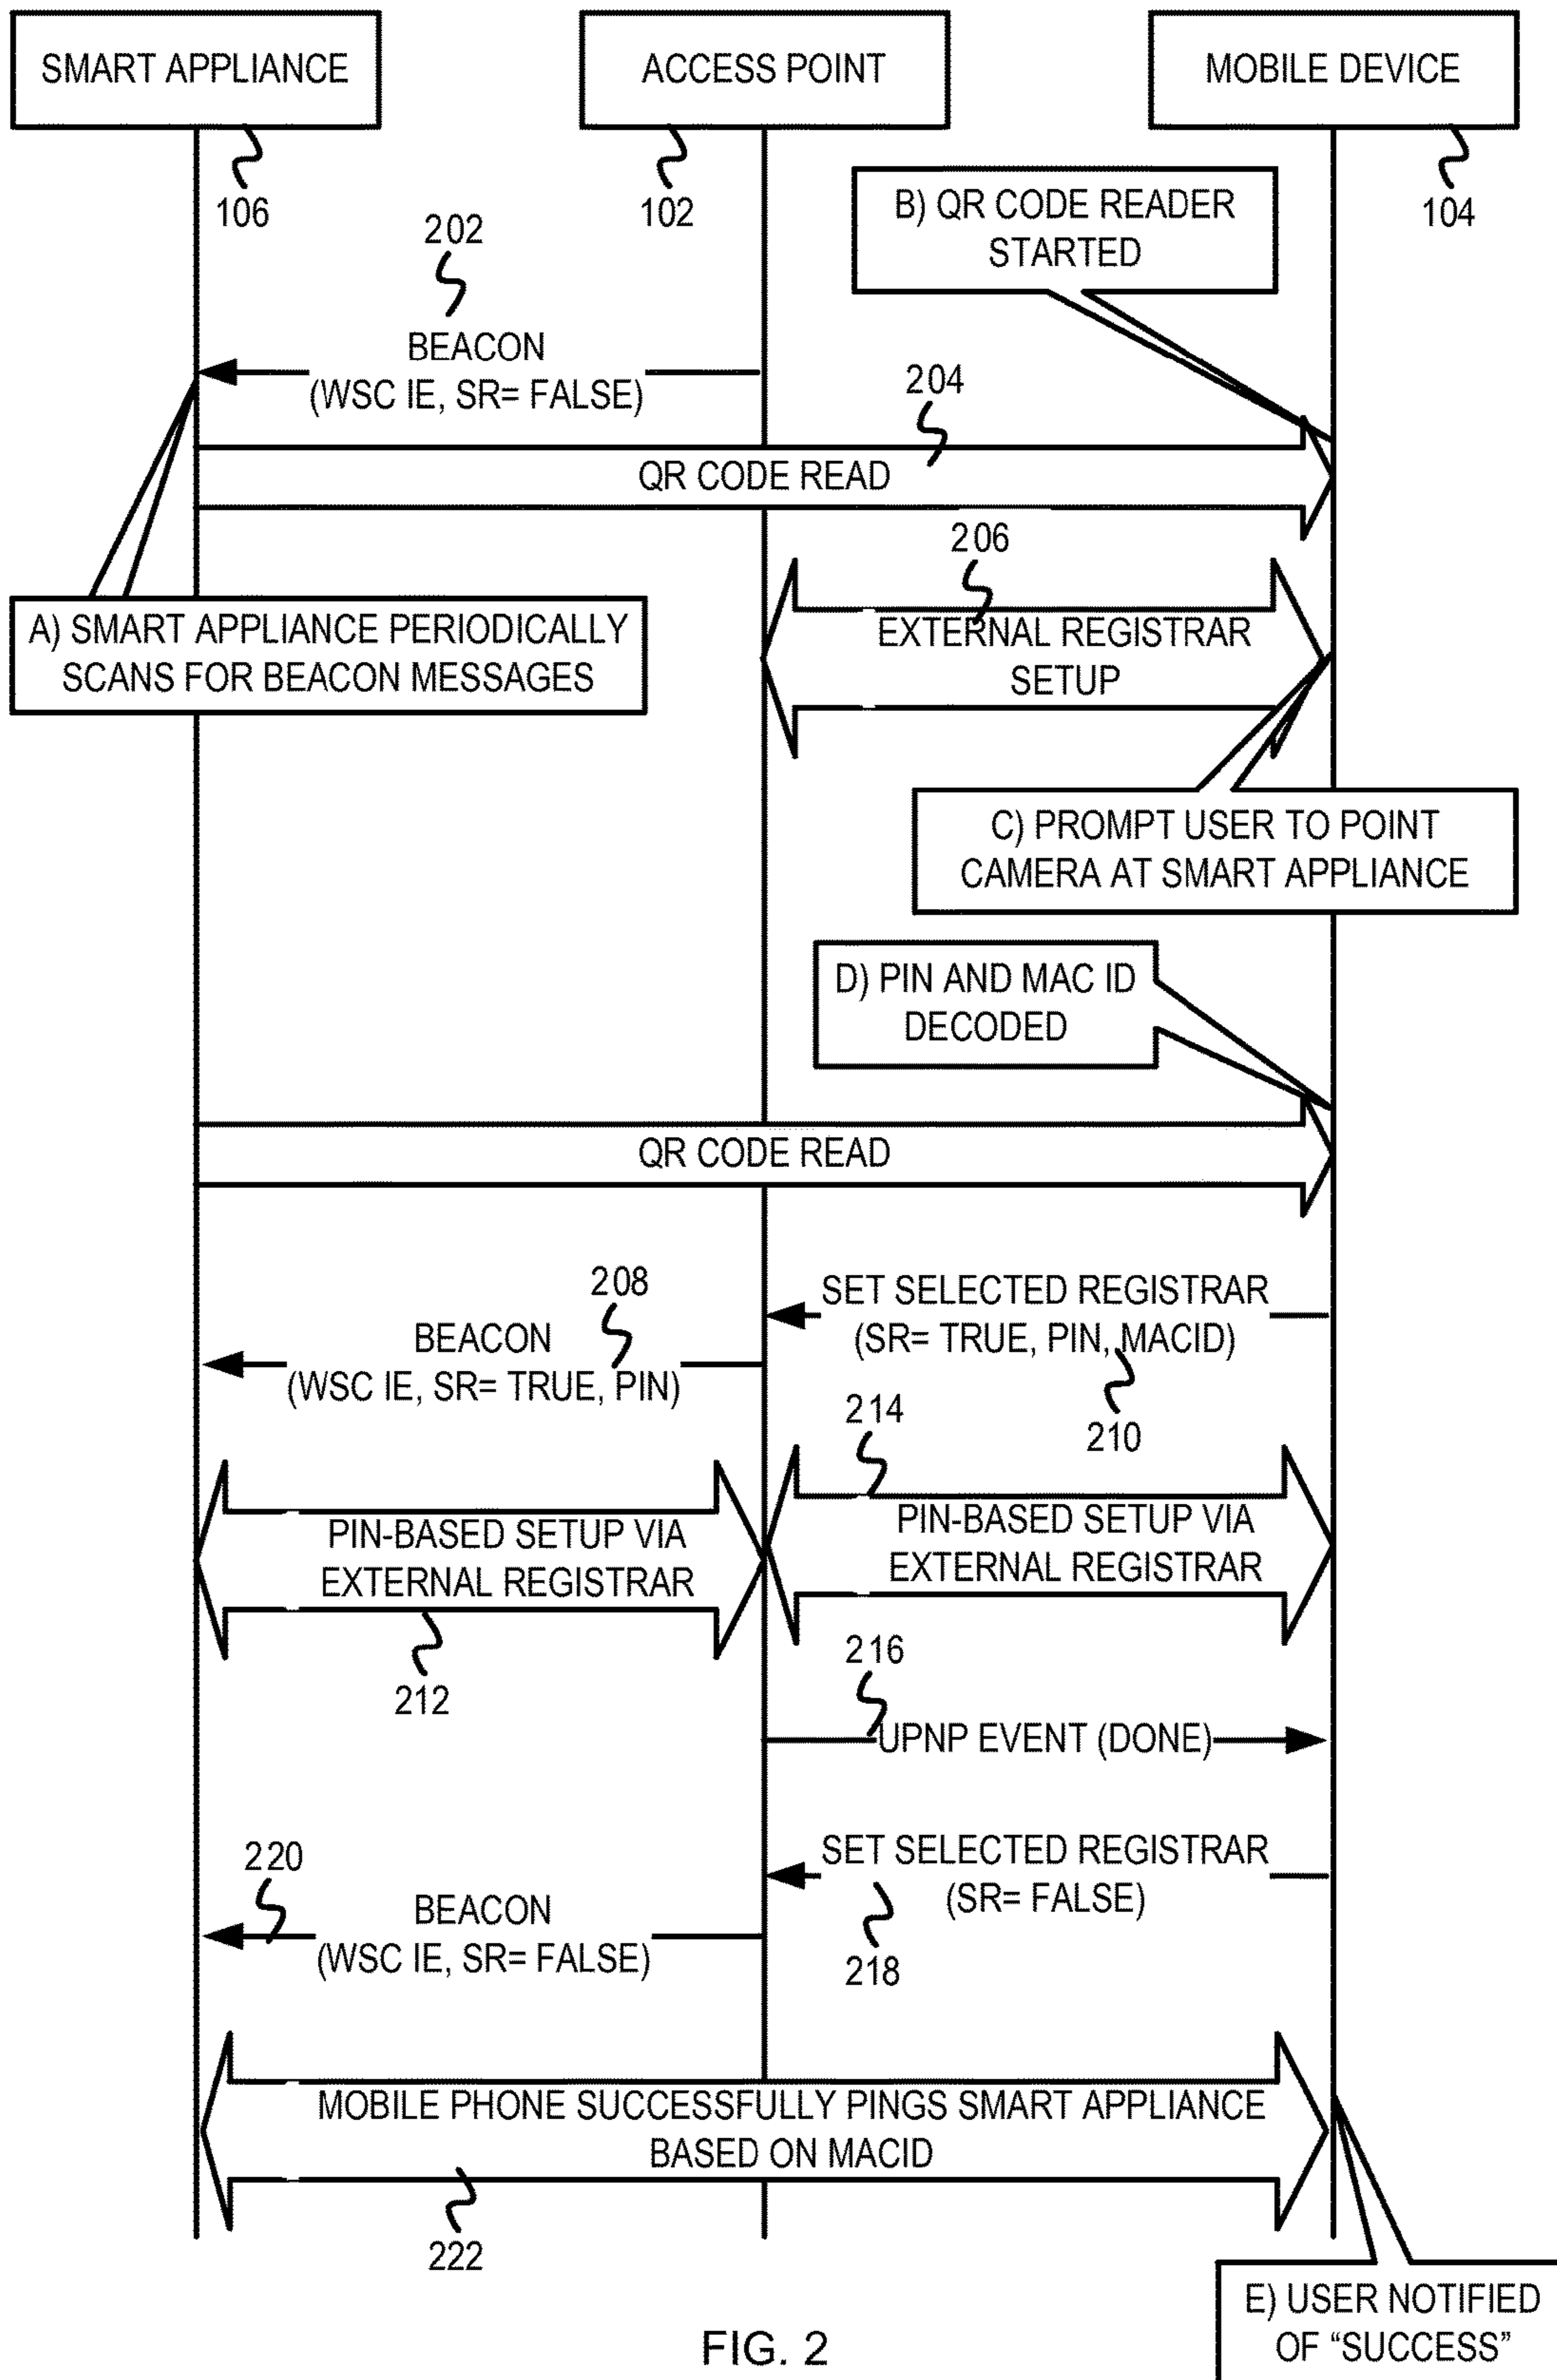 SMART APPLIANCE
ACCESS POINT
MOBILE DEVICE
106
102
104
B) QR CODE READER
STARTED
202
BEACON
(WSC IE, SR= FALSE)
204
QR CODE READ
206
EXTERNAL REGISTRAR
SETUP
A) SMART APPLIANCE PERIODICALLY
SCANS FOR BEACON MESSAGES
C) PROMPT USER TO POINT
CAMERA AT SMART APPLIANCE
D) PIN AND MAC ID
DECODED
QR CODE READ
208
SET SELECTED REGISTRAR
(SR= TRUE, PIN, MACID)
BEACON
(WSC IE, SR= TRUE, PIN)
210
214
PIN-BASED SETUP VIA
EXTERNAL REGISTRAR
PIN-BASED SETUP VIA
EXTERNAL REGISTRAR
212
216
UPNP EVENT (DONE)
220
SET SELECTED REGISTRAR
(SR= FALSE)
BEACON
(WSC IE, SR= FALSE)
218
MOBILE PHONE SUCCESSFULLY PINGS SMART APPLIANCE
BASED ON MACID
222
E) USER NOTIFIED
OF “SUCCESS”
FIG. 2